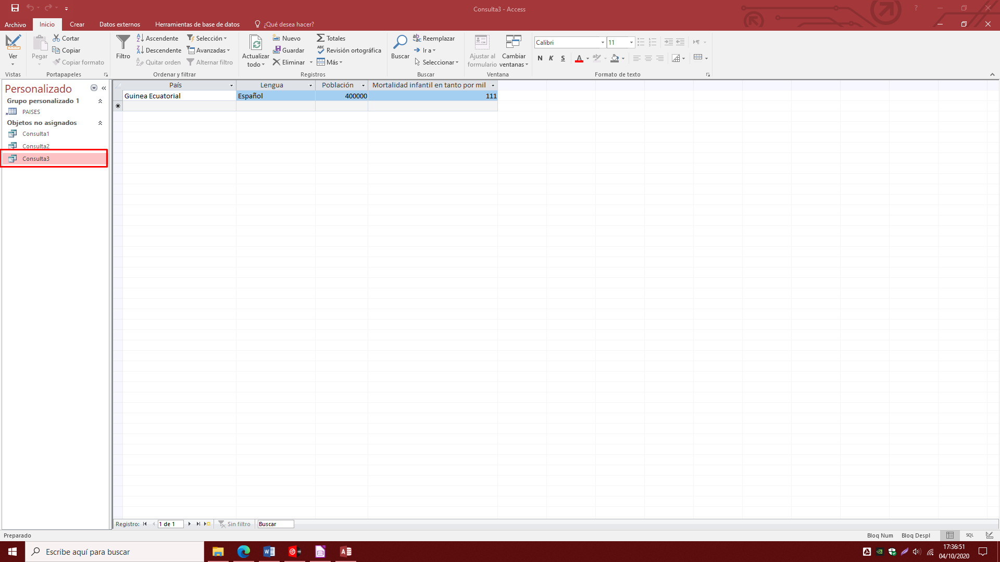 Consulta3 - Access
Archivo Inicio Crear Datos externos Herramientas de base de datos ¿Qué desea hacer?
Ver
Vistas
Pegar
Cortar
Copiar
Copiar formato
Portapapeles
Filtro
Ascendente
Descendente
Quitar orden
Selección
Avanzadas
Alternar filtro
Ordenar y filtrar
Actualizar
todo
Nuevo
Guardar
Eliminar
Totales
Revisión ortográfica
Más
Registros
Buscar
Reemplazar
Ir a
Seleccionar
Buscar
Ajustar al
formulario
Cambiar
ventanas
Ventana
Calibri 11
N K S
Formato de texto
Personalizado
Grupo personalizado 1
PAISES
Objetos no asignados
Consulta1
Consulta2
Consulta3
País Lengua Población Mortalidad infantil en tanto por mil
Guinea Ecuatorial Español 400000 111
Registro: 1 de 1 Sin filtro Buscar
Preparado
Bloq Num Bloq Despl SQL
Escribe aquí para buscar
17:36:51
04/10/2020